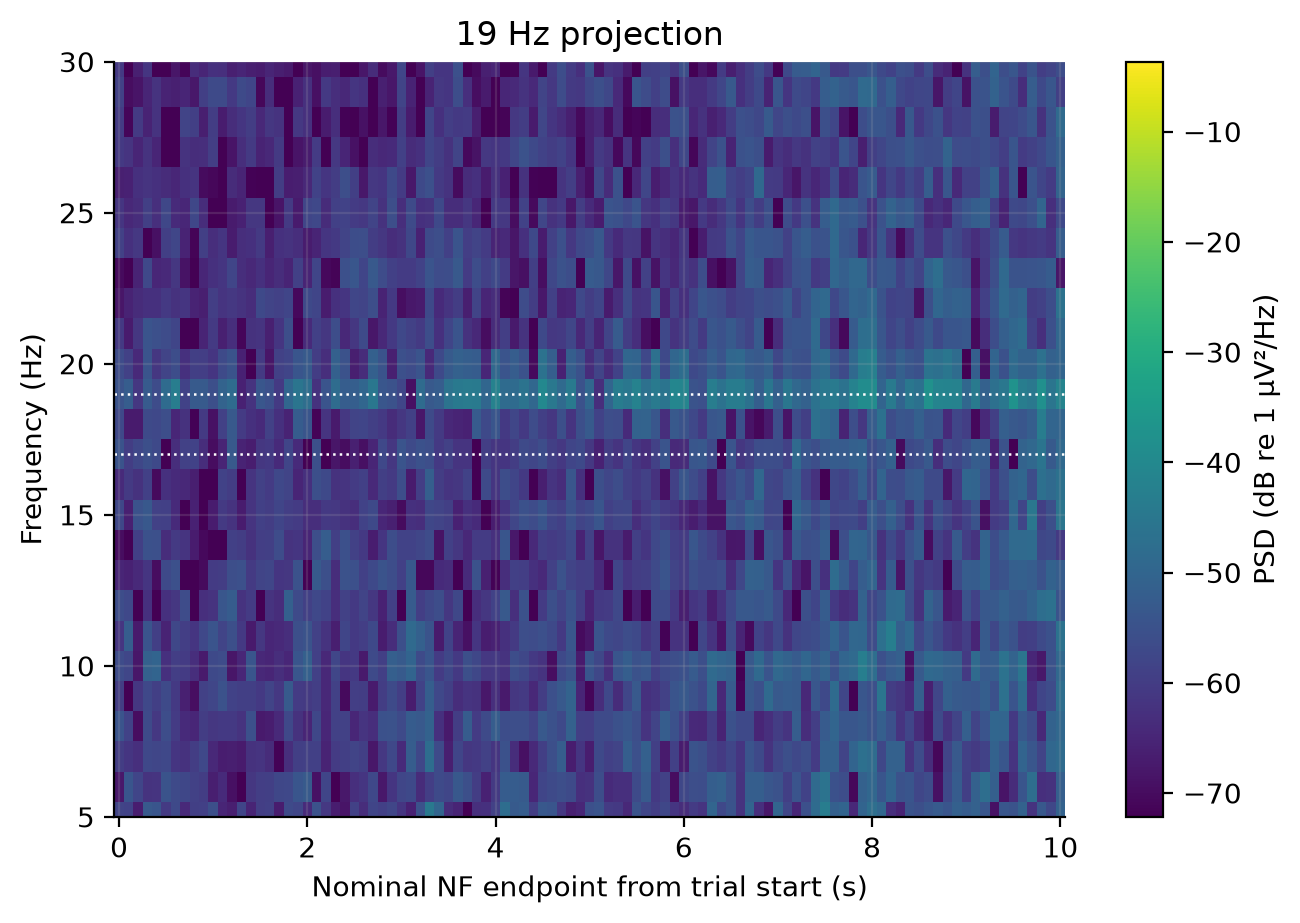 19 Hz projection
30
25
20
15
10
5
Frequency (Hz)
0 2 4 6 8 10
Nominal NF endpoint from trial start (s)
−10
−20
−30
−40
−50
−60
−70
PSD (dB re 1 µV²/Hz)